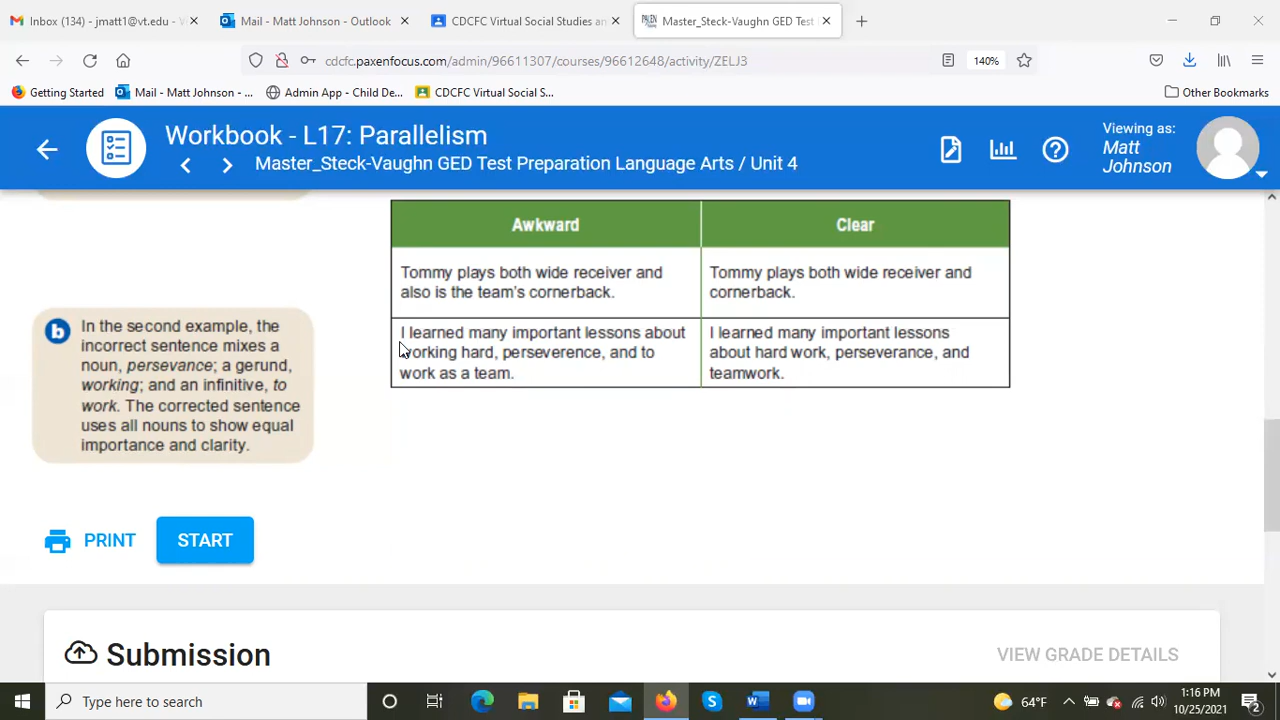 Inbox (134) - jmatt1@vt.edu - V
Mail - Matt Johnson - Outlook
CDCFC Virtual Social Studies an
PAXEN
Master_Steck-Vaughn GED Test
cdcfc.paxenfocus.com/admin/96611307/courses/96612648/activity/ZELJ3
140%
Getting Started
Mail - Matt Johnson - ...
Admin App - Child De...
CDCFC Virtual Social S...
Other Bookmarks
Workbook - L17: Parallelism
Master_Steck-Vaughn GED Test Preparation Language Arts / Unit 4
Viewing as:
Matt
Johnson
Awkward
Clear
Tommy plays both wide receiver and
also is the team's cornerback.
Tommy plays both wide receiver and
cornerback.
I learned many important lessons about
working hard, perseverence, and to
work as a team.
I learned many important lessons
about hard work, perseverance, and
teamwork.
b
In the second example, the
incorrect sentence mixes a
noun, persevance; a gerund,
working; and an infinitive, to
work. The corrected sentence
uses all nouns to show equal
importance and clarity.
PRINT
START
Submission
VIEW GRADE DETAILS
Type here to search
64°F
1:16 PM
10/25/2021
2